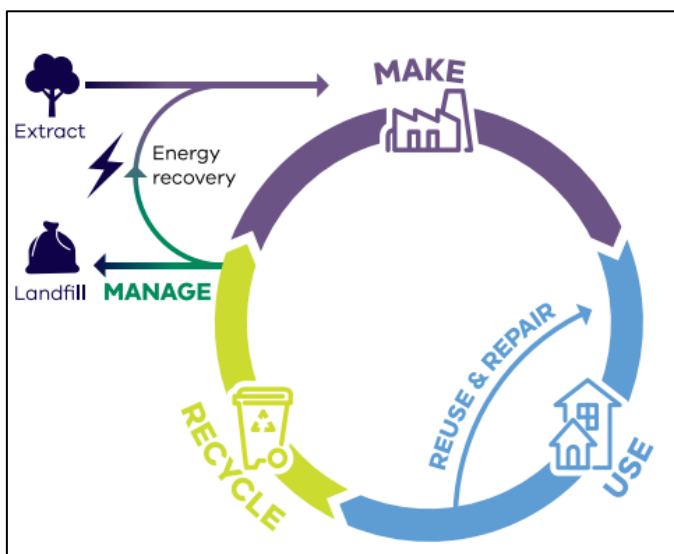 MAKE
Extract
Energy
recovery
Landfill
MANAGE
REUSE & REPAIR
RECYCLE
USE